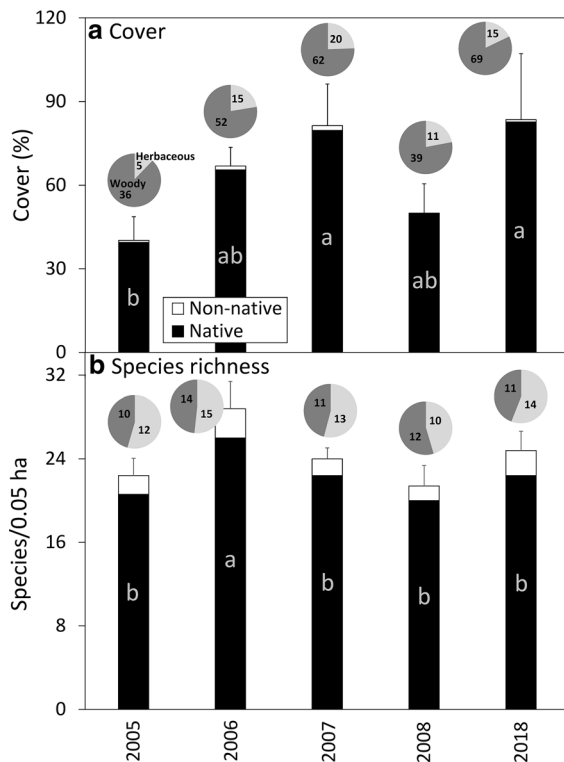 120
a Cover
20
15
62
69
15
90
52
11
39
Cover (%)
Herbaceous
5
60
Woody
36
a
a
ab
ab
b
30
Non-native
Native
0
b Species richness
32
14
15
11
13
11
14
10
12
10
12
24
Species/0.05 ha
16
a
b
b
b
b
8
0
2005
2006
2007
2008
2018